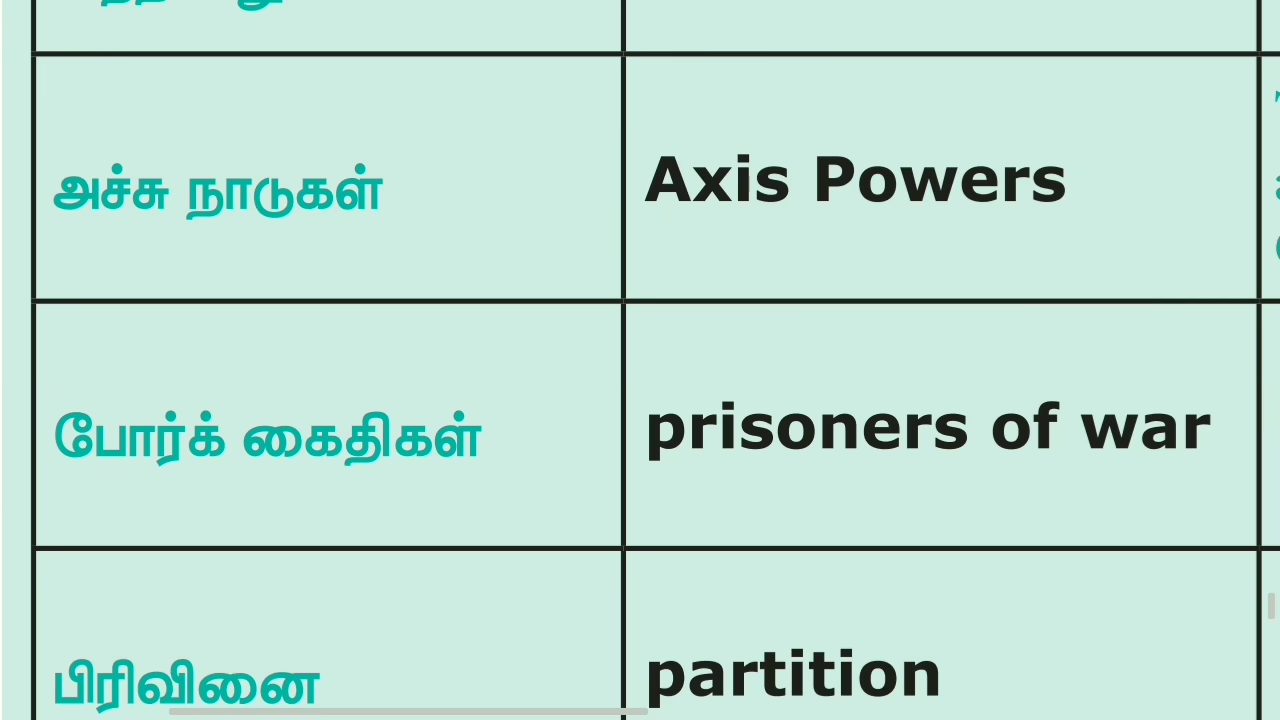 அச்சு நாடுகள்
Axis Powers
போர்க் கைதிகள்
prisoners of war
பிரிவினை
partition